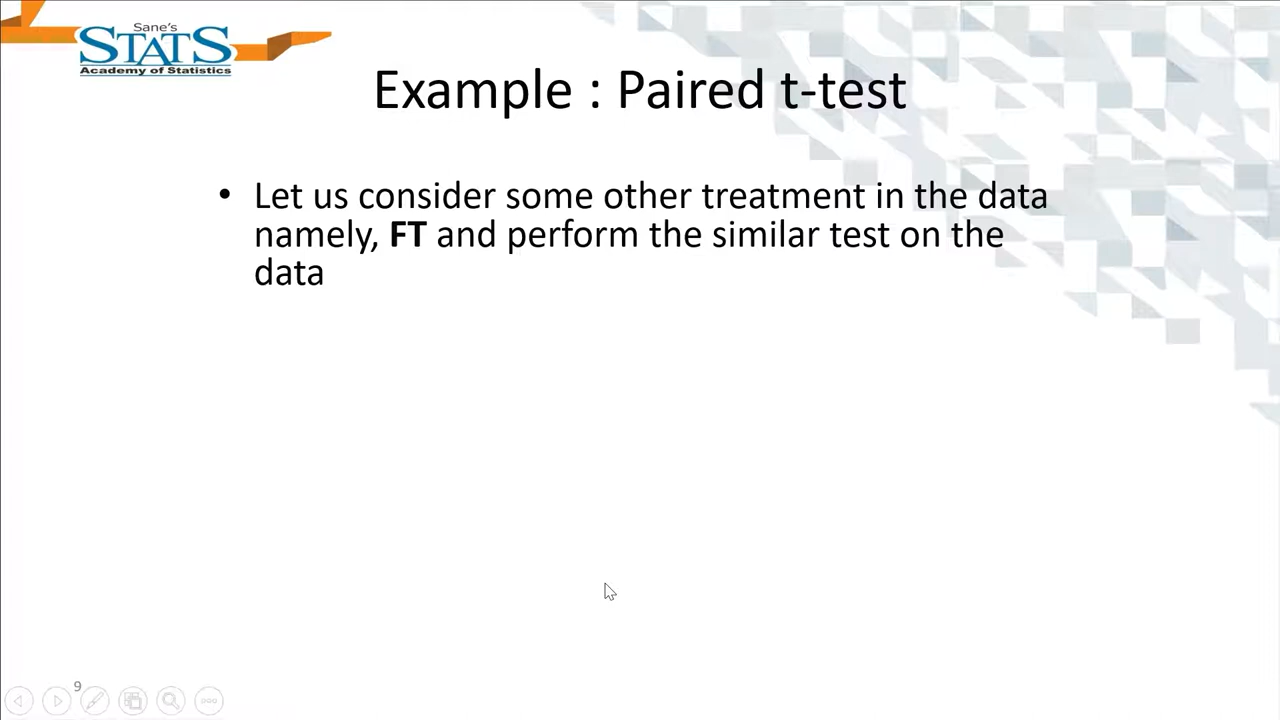 Sane's
STATS
Academy of Statistics
Example : Paired t-test
• Let us consider some other treatment in the data
namely, FT and perform the similar test on the
data
9